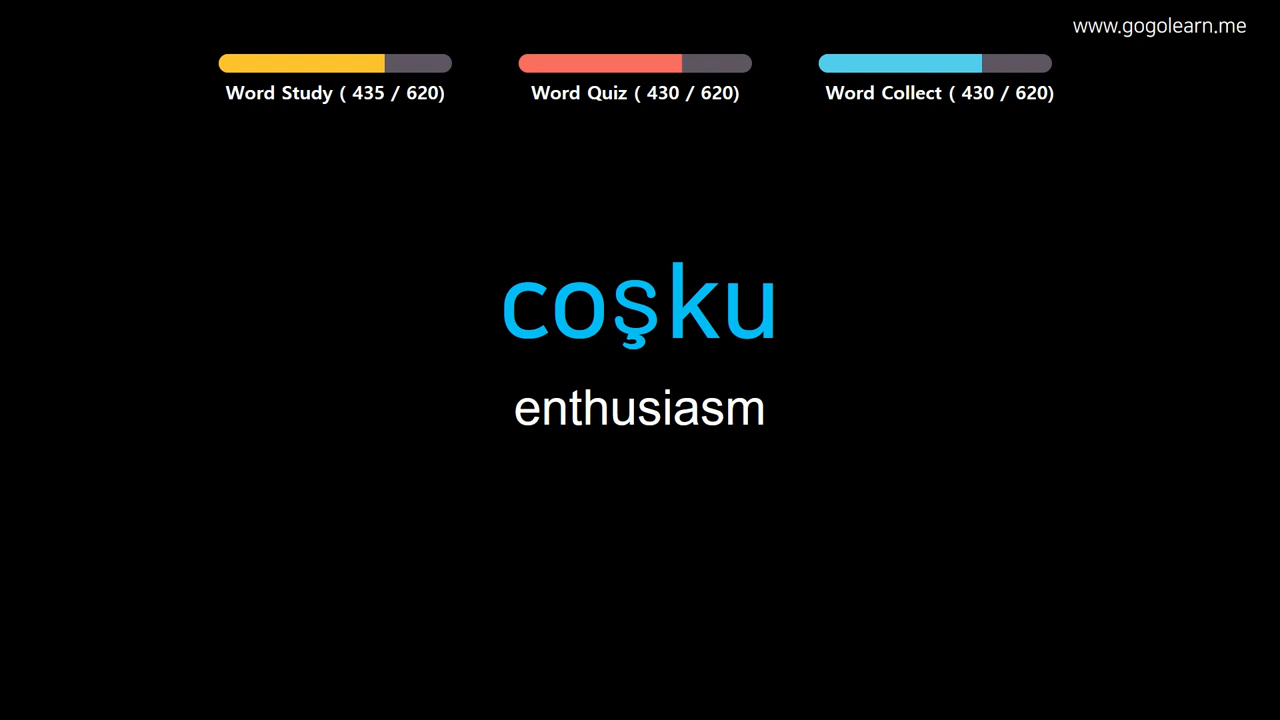 www.gogolearn.me
Word Study ( 435 / 620)
Word Quiz ( 430 / 620)
Word Collect ( 430 / 620)
coşku
enthusiasm